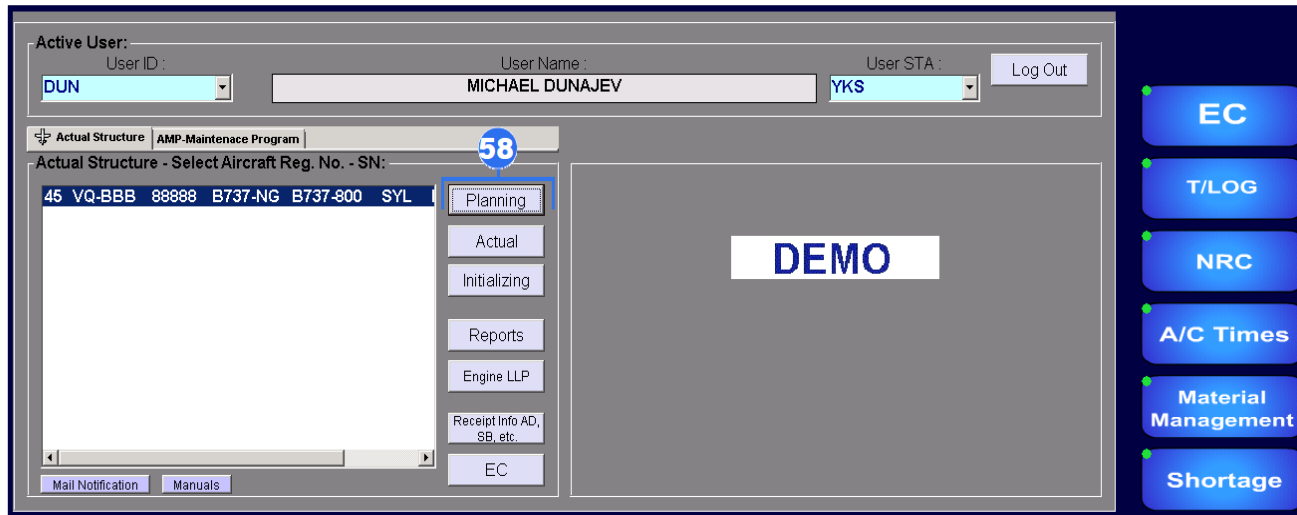 Active User:
User ID :
User Name :
User STA :
DUN
MICHAEL DUNAJEV
YKS
Log Out
Actual Structure
AMP-Maintenace Program
58
Actual Structure - Select Aircraft Reg. No. - SN:
45 VQ-BBB 88888 B737-NG B737-800 SYL
Planning
Actual
Initializing
Reports
Engine LLP
Receipt Info AD,
SB, etc.
EC
Mail Notification
Manuals
DEMO
EC
T/LOG
NRC
A/C Times
Material
Management
Shortage